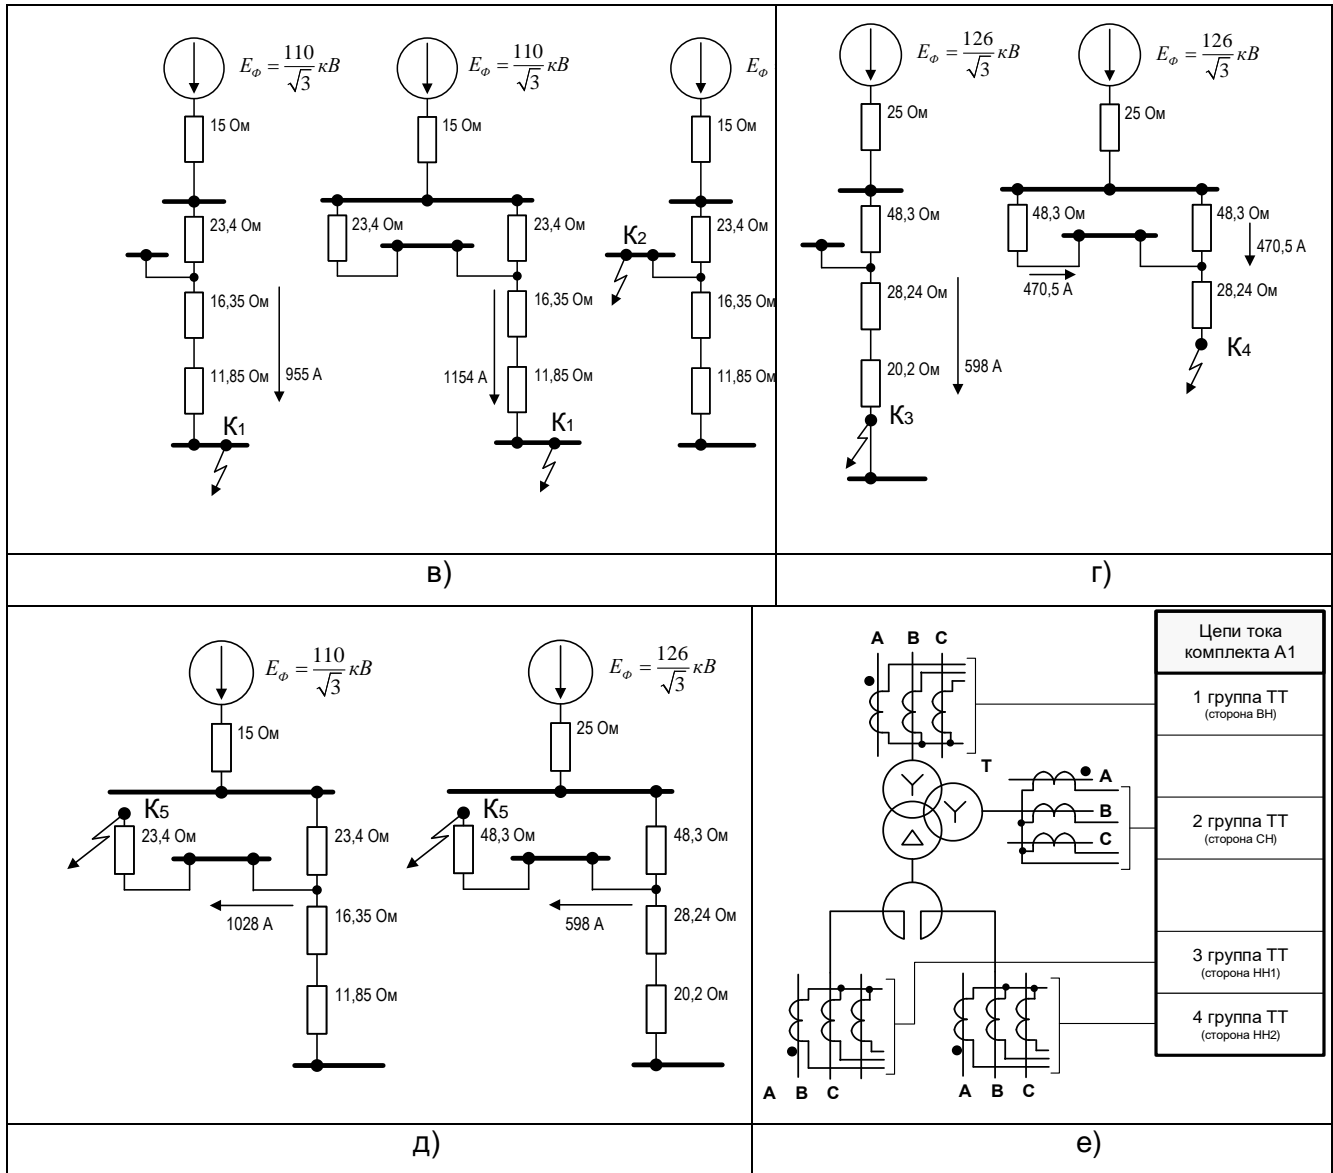 E_Ф = 110/√3 кВ
15 Ом
23,4 Ом
16,35 Ом
11,85 Ом
955 А
К1
E_Ф = 110/√3 кВ
15 Ом
23,4 Ом
23,4 Ом
16,35 Ом
1154 А
11,85 Ом
К1
E_Ф
15 Ом
К2
23,4 Ом
16,35 Ом
11,85 Ом
в)
E_Ф = 126/√3 кВ
25 Ом
48,3 Ом
28,24 Ом
20,2 Ом
598 А
К3
E_Ф = 126/√3 кВ
25 Ом
48,3 Ом
48,3 Ом
470,5 А
470,5 А
28,24 Ом
К4
г)
E_Ф = 110/√3 кВ
15 Ом
К5
23,4 Ом
23,4 Ом
1028 А
16,35 Ом
11,85 Ом
E_Ф = 126/√3 кВ
25 Ом
К5
48,3 Ом
48,3 Ом
598 А
28,24 Ом
20,2 Ом
д)
А В С
Т
А
В
С
А В С
А В С
Цепи тока
комплекта А1
1 группа ТТ
(сторона ВН)
2 группа ТТ
(сторона СН)
3 группа ТТ
(сторона НН1)
4 группа ТТ
(сторона НН2)
е)